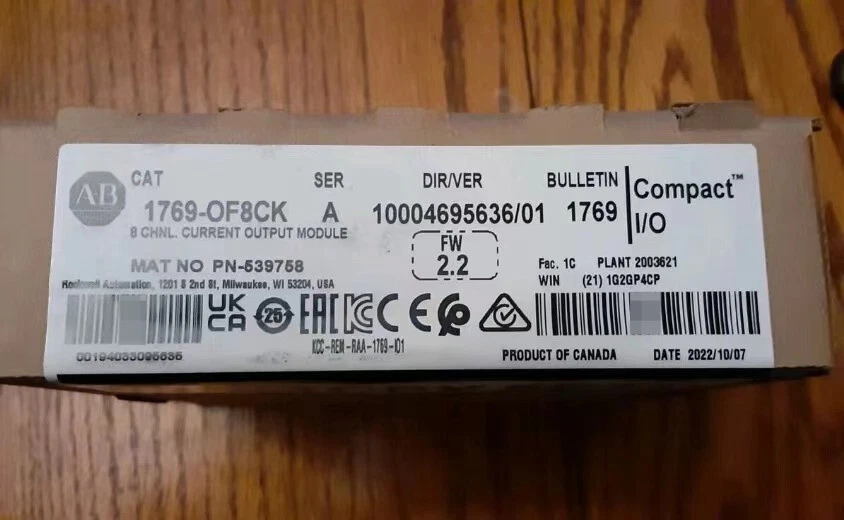 AB
CAT SER DIR/VER BULLETIN Compact™
1769-OF8CK A 10004695636/01 1769 I/O
8 CHNL. CURRENT OUTPUT MODULE
FW
2.2
MAT NO PN-539758
Fac. 1C PLANT 2003621
WIN (21) 1G2GP4CP
Rockwell Automation, 1201 S 2nd St, Milwaukee, WI 53204, USA
UK
CA
25
EAC
KC
CE
KCC-REM-RAA-1769-IO1
00194033095635
PRODUCT OF CANADA DATE 2022/10/07